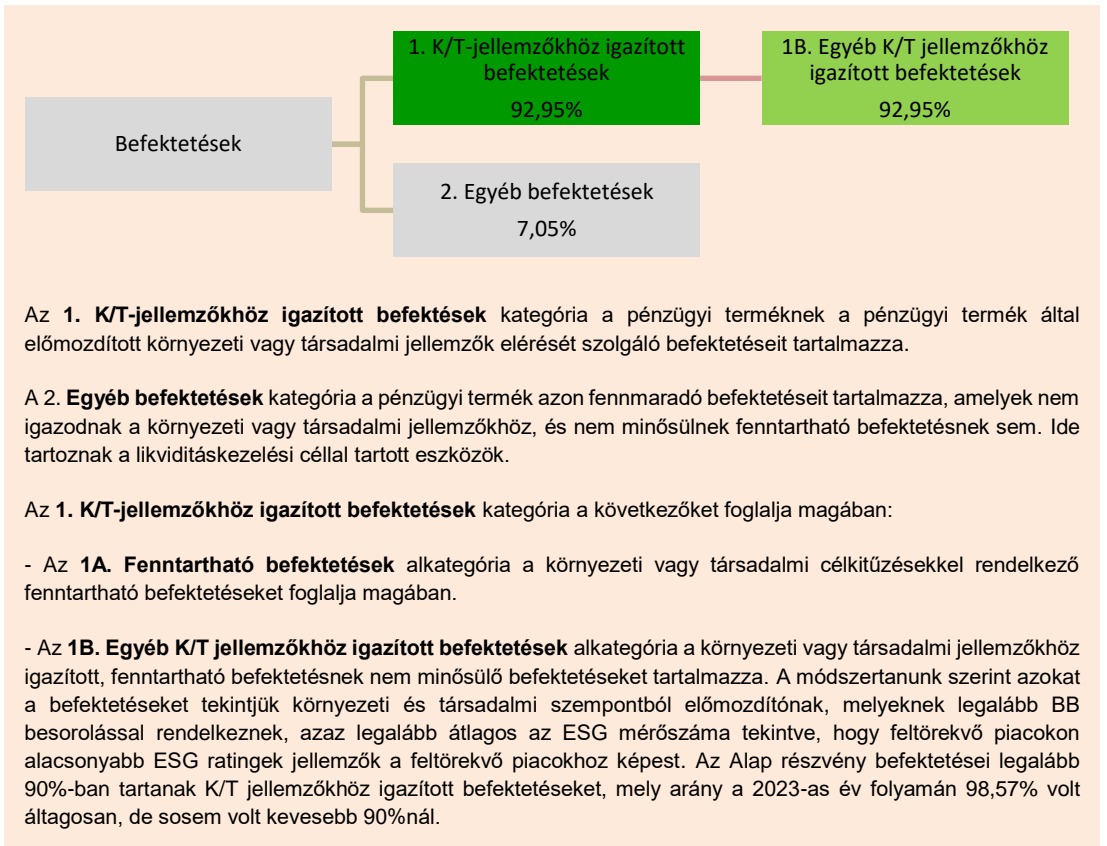 1. K/T-jellemzőkhöz igazított
befektetések
92,95%
1B. Egyéb K/T jellemzőkhöz
igazított befektetések
92,95%
Befektetések
2. Egyéb befektetések
7,05%
Az 1. K/T-jellemzőkhöz igazított befektések kategória a pénzügyi terméknek a pénzügyi termék által
előmozdított környezeti vagy társadalmi jellemzők elérését szolgáló befektetéseit tartalmazza.
A 2. Egyéb befektetések kategória a pénzügyi termék azon fennmaradó befektetéseit tartalmazza, amelyek nem
igazodnak a környezeti vagy társadalmi jellemzőkhöz, és nem minősülnek fenntartható befektetésnek sem. Ide
tartoznak a likviditáskezelési céllal tartott eszközök.
Az 1. K/T-jellemzőkhöz igazított befektetések kategória a következőket foglalja magában:
- Az 1A. Fenntartható befektetések alkategória a környezeti vagy társadalmi célkitűzésekkel rendelkező
fenntartható befektetéseket foglalja magában.
- Az 1B. Egyéb K/T jellemzőkhöz igazított befektetések alkategória a környezeti vagy társadalmi jellemzőkhöz
igazított, fenntartható befektetésnek nem minősülő befektetéseket tartalmazza. A módszertanunk szerint azokat
a befektetéseket tekintjük környezeti és társadalmi szempontból előmozdítónak, melyeknek legalább BB
besorolással rendelkeznek, azaz legalább átlagos az ESG mérőszáma tekintve, hogy feltörekvő piacokon
alacsonyabb ESG ratingek jellemzők a feltörekvő piacokhoz képest. Az Alap részvény befektetései legalább
90%-ban tartanak K/T jellemzőkhöz igazított befektetéseket, mely arány a 2023-as év folyamán 98,57% volt
áltagosan, de sosem volt kevesebb 90%nál.